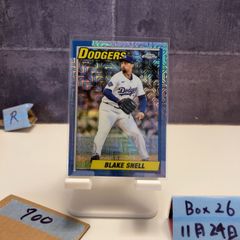 DODGERS
R
Dodgers
BLAKE SNELL
900
Box 26
11月24日